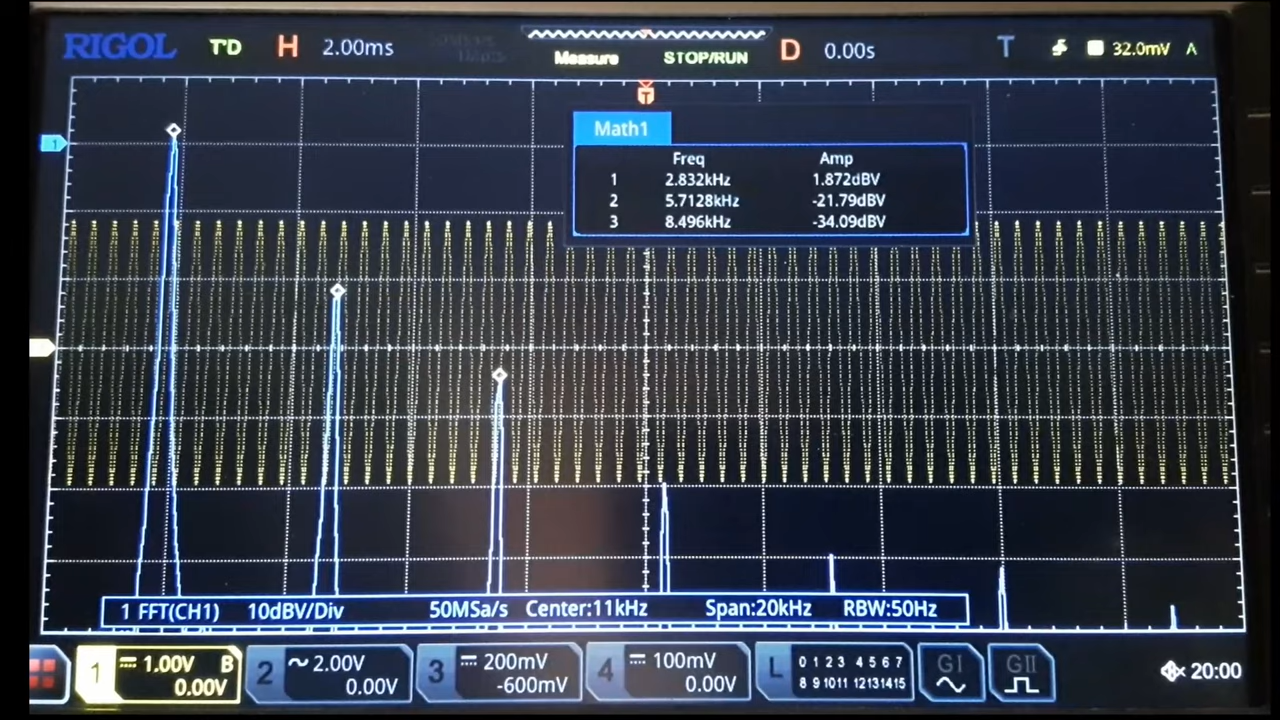 RIGOL T'D H 2.00ms Measure STOP/RUN D 0.00s T 32.0mV
T
1
Math1
Freq Amp
1 2.832kHz 1.872dBV
2 5.7128kHz -21.79dBV
3 8.496kHz -34.09dBV
1 FFT(CH1) 10dBV/Div 50MSa/s Center:11kHz Span:20kHz RBW:50Hz
1 1.00V B 2 2.00V 3 200mV 4 100mV L 0 1 2 3 4 5 6 7 GI GII
0.00V 0.00V -600mV 0.00V 8 9 10 11 12 13 14 15 20:00